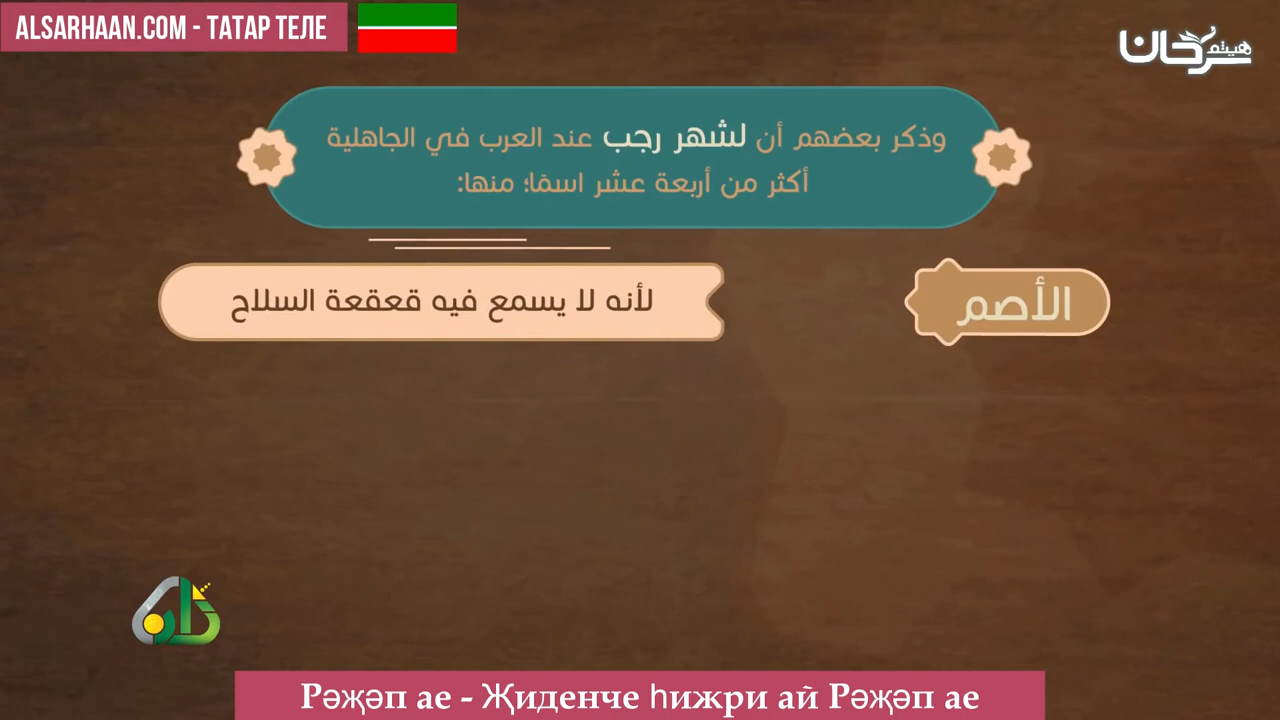 ALSARHAAN.COM - ТАТАР ТЕЛЕ
هيثم سرحان
وذكر بعضهم أن لشهر رجب عند العرب في الجاهلية
أكثر من أربعة عشر اسمًا؛ منها:
الأصم
لأنه لا يسمع فيه قعقعة السلاح
Рәҗәп ае - Җиденче һижри ай Рәҗәп ае